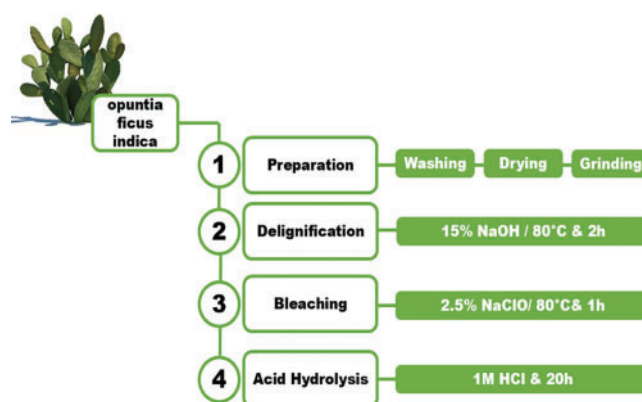 opuntia
ficus
indica
1
Preparation
Washing
Drying
Grinding
2
Delignification
15% NaOH / 80°C & 2h
3
Bleaching
2.5% NaClO/ 80°C& 1h
4
Acid Hydrolysis
1M HCl & 20h